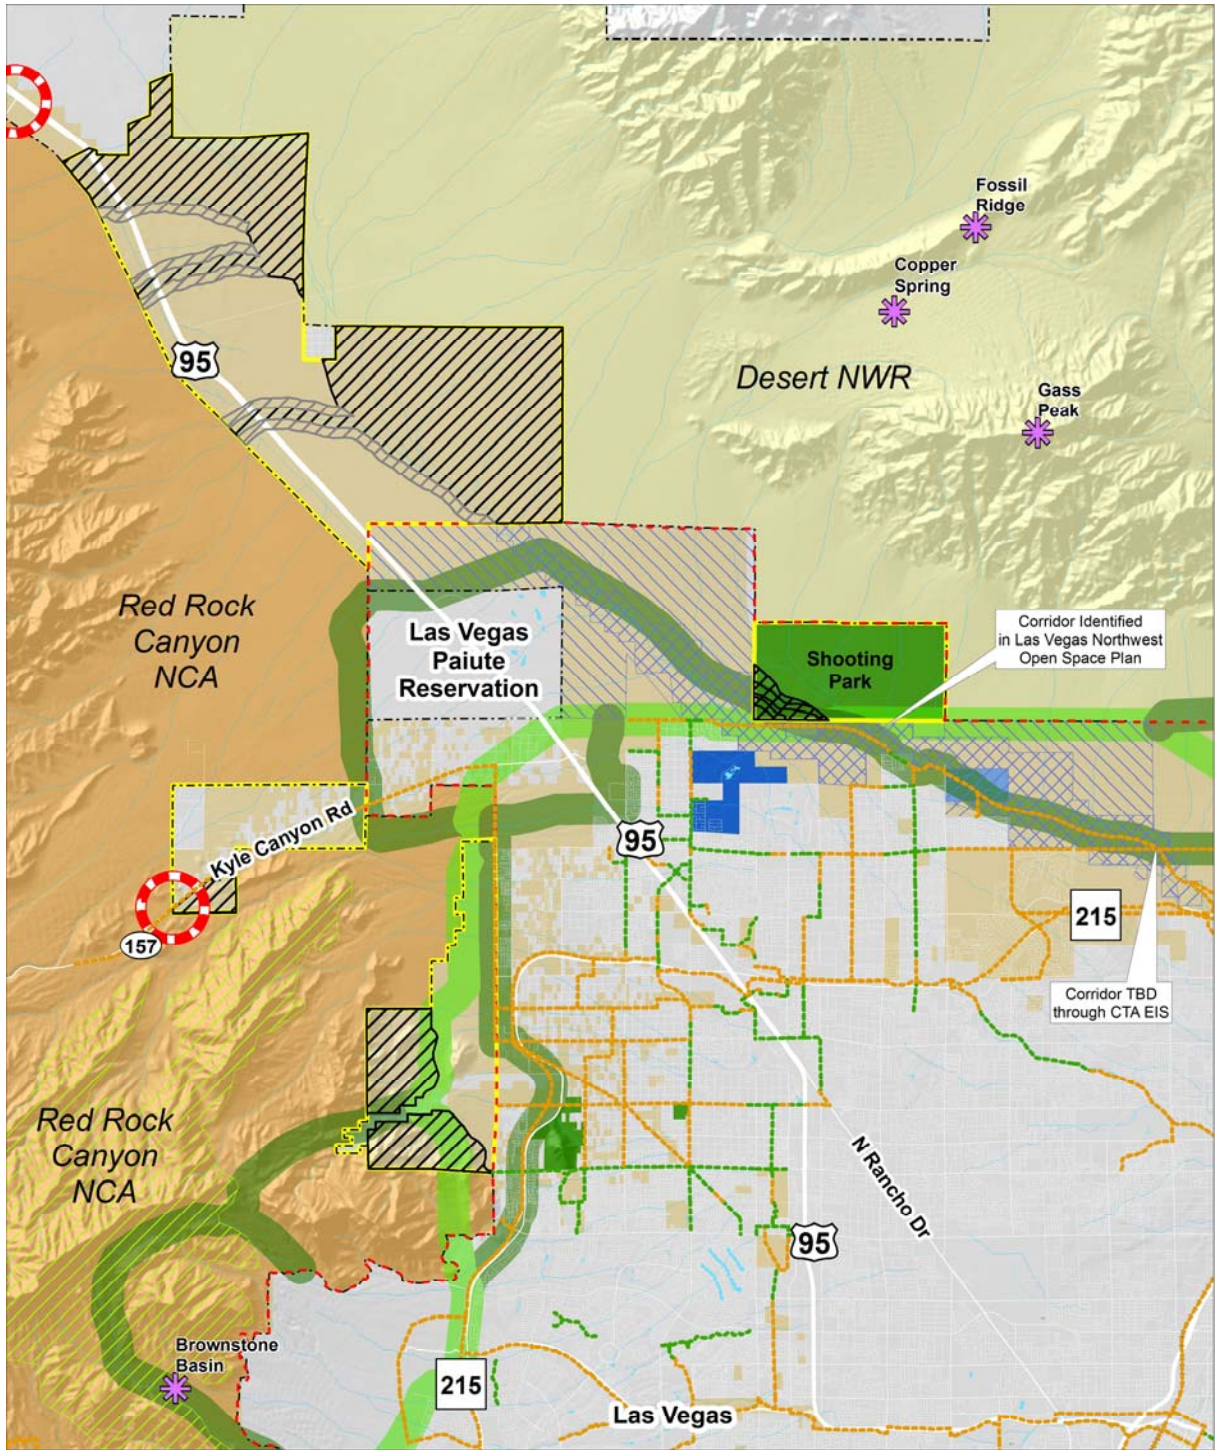 Fossil
Ridge
Copper
Spring
95
Desert NWR
Gass
Peak
Red Rock
Canyon
NCA
Las Vegas
Paiute
Reservation
Shooting
Park
Corridor Identified
in Las Vegas Northwest
Open Space Plan
Kyle Canyon Rd
95
157
215
Corridor TBD
through CTA EIS
Red Rock
Canyon
NCA
N Rancho Dr
95
Brownstone
Basin
215
Las Vegas